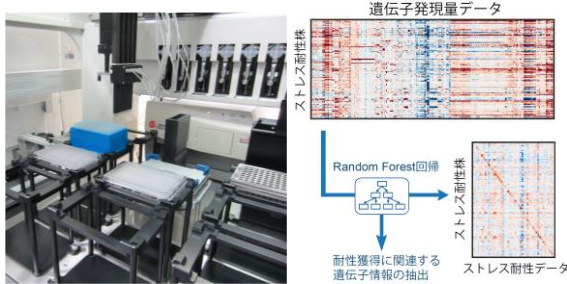 遺伝子発現量データ
ストレス耐性株
Random Forest回帰
ストレス耐性株
耐性獲得に関連する
遺伝子情報の抽出
ストレス耐性データ